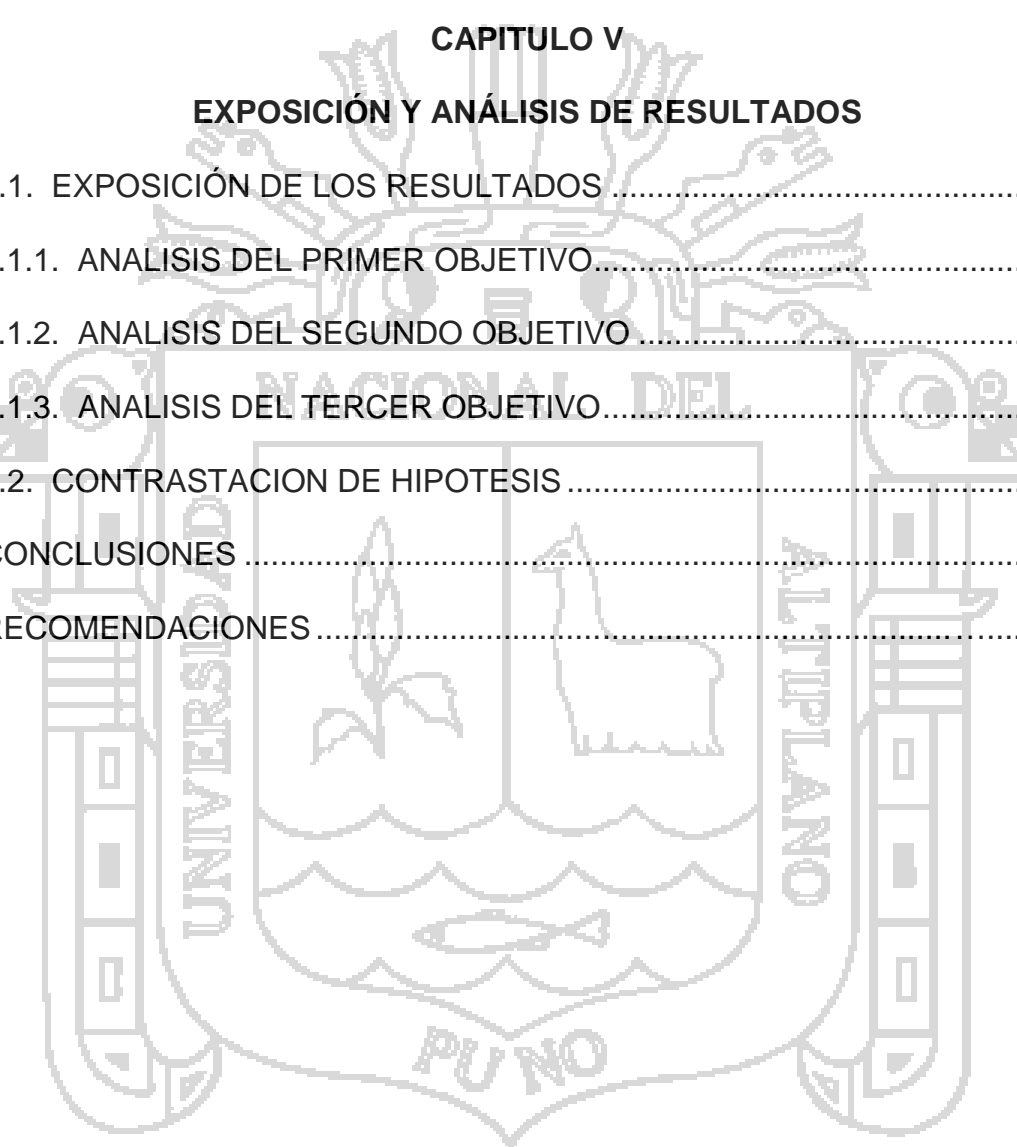 CAPITULO V
EXPOSICIÓN Y ANÁLISIS DE RESULTADOS
.1. EXPOSICIÓN DE LOS RESULTADOS
.1.1. ANALISIS DEL PRIMER OBJETIVO
.1.2. ANALISIS DEL SEGUNDO OBJETIVO
NACIONAL DEL
.1.3. ANALISIS DEL TERCER OBJETIVO
.2. CONTRASTACION DE HIPOTESIS
CONCLUSIONES
RECOMENDACIONES
UNIVERSIDAD
ALTIPLANO
PUNO